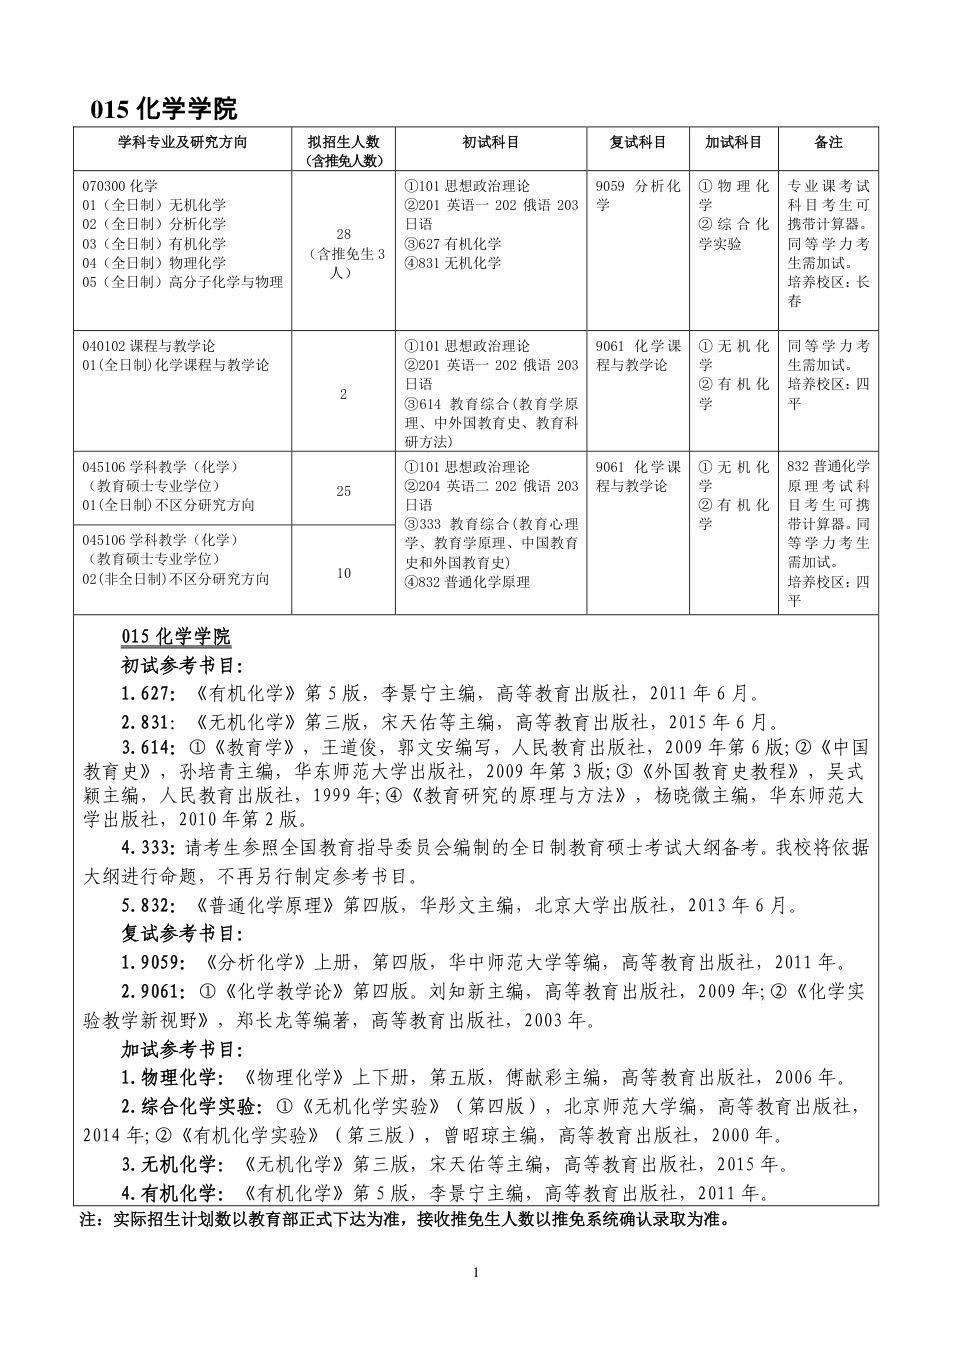 015 化学学院
学科专业及研究方向
拟招生人数
（含推免人数）
初试科目
复试科目
加试科目
备注
070300 化学
01（全日制）无机化学
02（全日制）分析化学
03（全日制）有机化学
04（全日制）物理化学
05（全日制）高分子化学与物理
28
（含推免生 3
人）
①101 思想政治理论
②201 英语一 202 俄语 203
日语
③627 有机化学
④831 无机化学
9059 分析化
学
①物理化
学
②综合化
学实验
专业课考试
科目考生可
携带计算器。
同等学力考
生需加试。
培养校区：长
春
040102 课程与教学论
01(全日制)化学课程与教学论
2
①101 思想政治理论
②201 英语一 202 俄语 203
日语
③614 教育综合(教育学原
理、中外国教育史、教育科
研方法)
9061 化学课
程与教学论
①无机化
学
②有机化
学
同等学力考
生需加试。
培养校区：四
平
045106 学科教学（化学）
（教育硕士专业学位）
01(全日制)不区分研究方向
25
045106 学科教学（化学）
（教育硕士专业学位）
02(非全日制)不区分研究方向
10
①101 思想政治理论
②204 英语二 202 俄语 203
日语
③333 教育综合(教育心理
学、教育学原理、中国教育
史和外国教育史)
④832 普通化学原理
9061 化学课
程与教学论
①无机化
学
②有机化
学
832 普通化学
原理考试科
目考生可携
带计算器。同
等学力考生
需加试。
培养校区：四
平
015 化学学院
初试参考书目：
1.627：《有机化学》第 5 版，李景宁主编，高等教育出版社，2011 年 6 月。
2.831：《无机化学》第三版，宋天佑等主编，高等教育出版社，2015 年 6 月。
3.614：①《教育学》，王道俊，郭文安编写，人民教育出版社，2009 年第 6 版；②《中国
教育史》，孙培青主编，华东师范大学出版社，2009 年第 3 版；③《外国教育史教程》，吴式
颖主编，人民教育出版社，1999 年；④《教育研究的原理与方法》，杨晓微主编，华东师范大
学出版社，2010 年第 2 版。
4.333：请考生参照全国教育指导委员会编制的全日制教育硕士考试大纲备考。我校将依据
大纲进行命题，不再另行制定参考书目。
5.832：《普通化学原理》第四版，华彤文主编，北京大学出版社，2013 年 6 月。
复试参考书目：
1.9059：《分析化学》上册，第四版，华中师范大学等编，高等教育出版社，2011 年。
2.9061：①《化学教学论》第四版。刘知新主编，高等教育出版社，2009 年；②《化学实
验教学新视野》，郑长龙等编著，高等教育出版社，2003 年。
加试参考书目：
1.物理化学：《物理化学》上下册，第五版，傅献彩主编，高等教育出版社，2006 年。
2.综合化学实验：①《无机化学实验》（第四版），北京师范大学编，高等教育出版社，
2014 年；②《有机化学实验》（第三版），曾昭琼主编，高等教育出版社，2000 年。
3.无机化学：《无机化学》第三版，宋天佑等主编，高等教育出版社，2015 年。
4.有机化学：《有机化学》第 5 版，李景宁主编，高等教育出版社，2011 年。
注：实际招生计划数以教育部正式下达为准，接收推免生人数以推免系统确认录取为准。
1